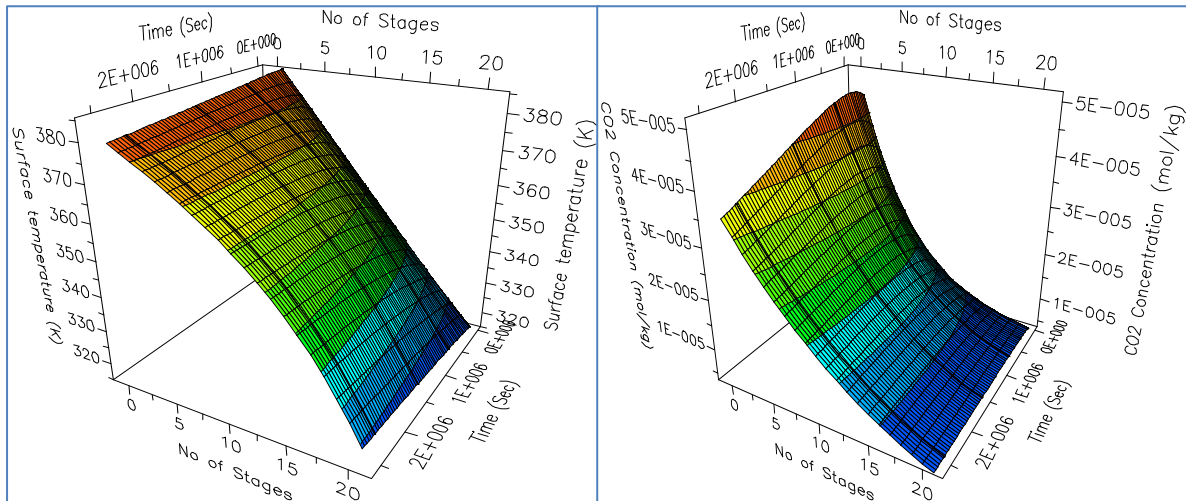 Time (Sec)
No of Stages
2E+006
1E+006
0E+000
0
5
10
15
20
380
370
360
350
340
330
320
Surface temperature (K)
380
370
360
350
340
330
320
Surface temperature (K)
0
5
10
15
20
No of Stages
0E+000
1E+006
2E+006
Time (Sec)
Time (Sec)
No of Stages
2E+006
1E+006
0E+000
0
5
10
15
20
5E-005
4E-005
3E-005
2E-005
1E-005
CO2 Concentration (mol/kg)
5E-005
4E-005
3E-005
2E-005
1E-005
CO2 Concentration (mol/kg)
0
5
10
15
20
No of Stages
0E+000
1E+006
2E+006
Time (Sec)